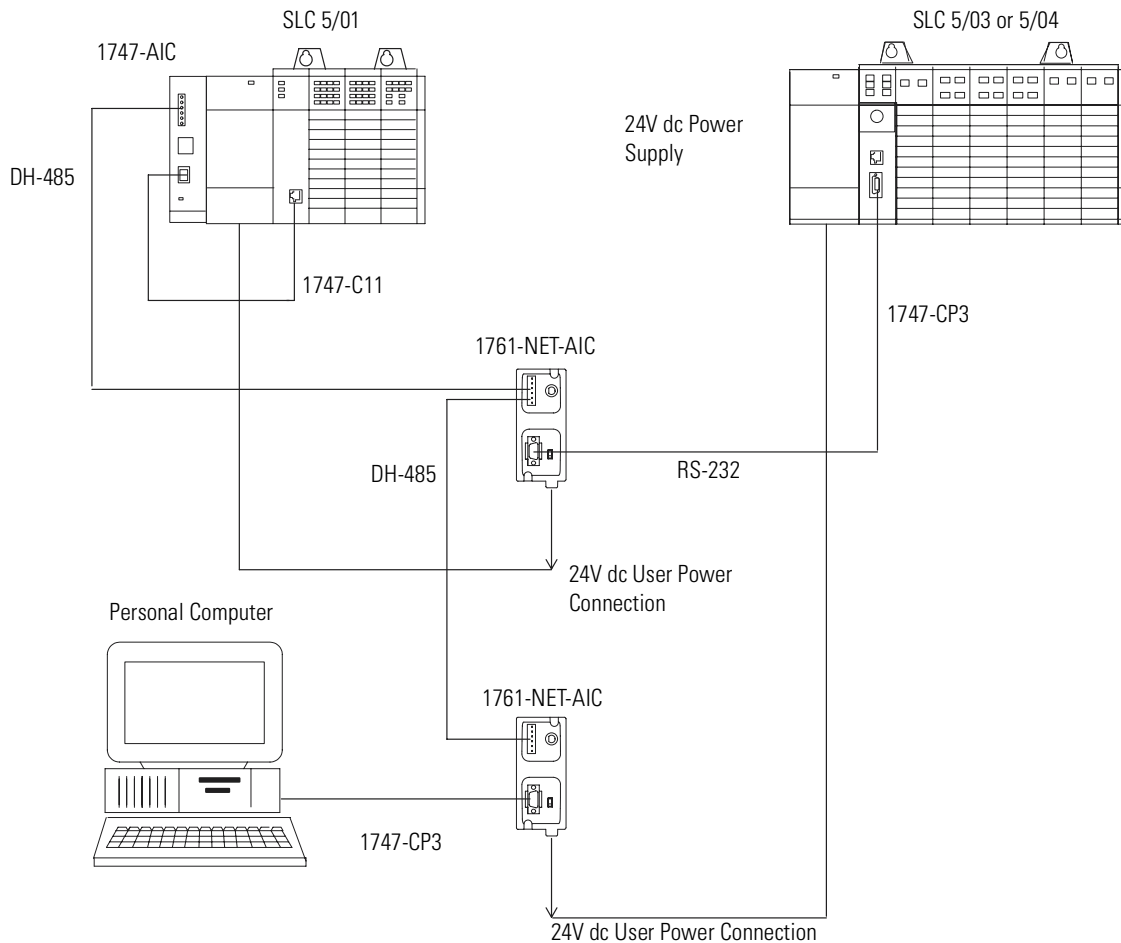 SLC 5/01
SLC 5/03 or 5/04
1747-AIC
24V dc Power
Supply
DH-485
1747-C11
1747-CP3
1761-NET-AIC
DH-485
RS-232
24V dc User Power
Connection
Personal Computer
1761-NET-AIC
1747-CP3
24V dc User Power Connection